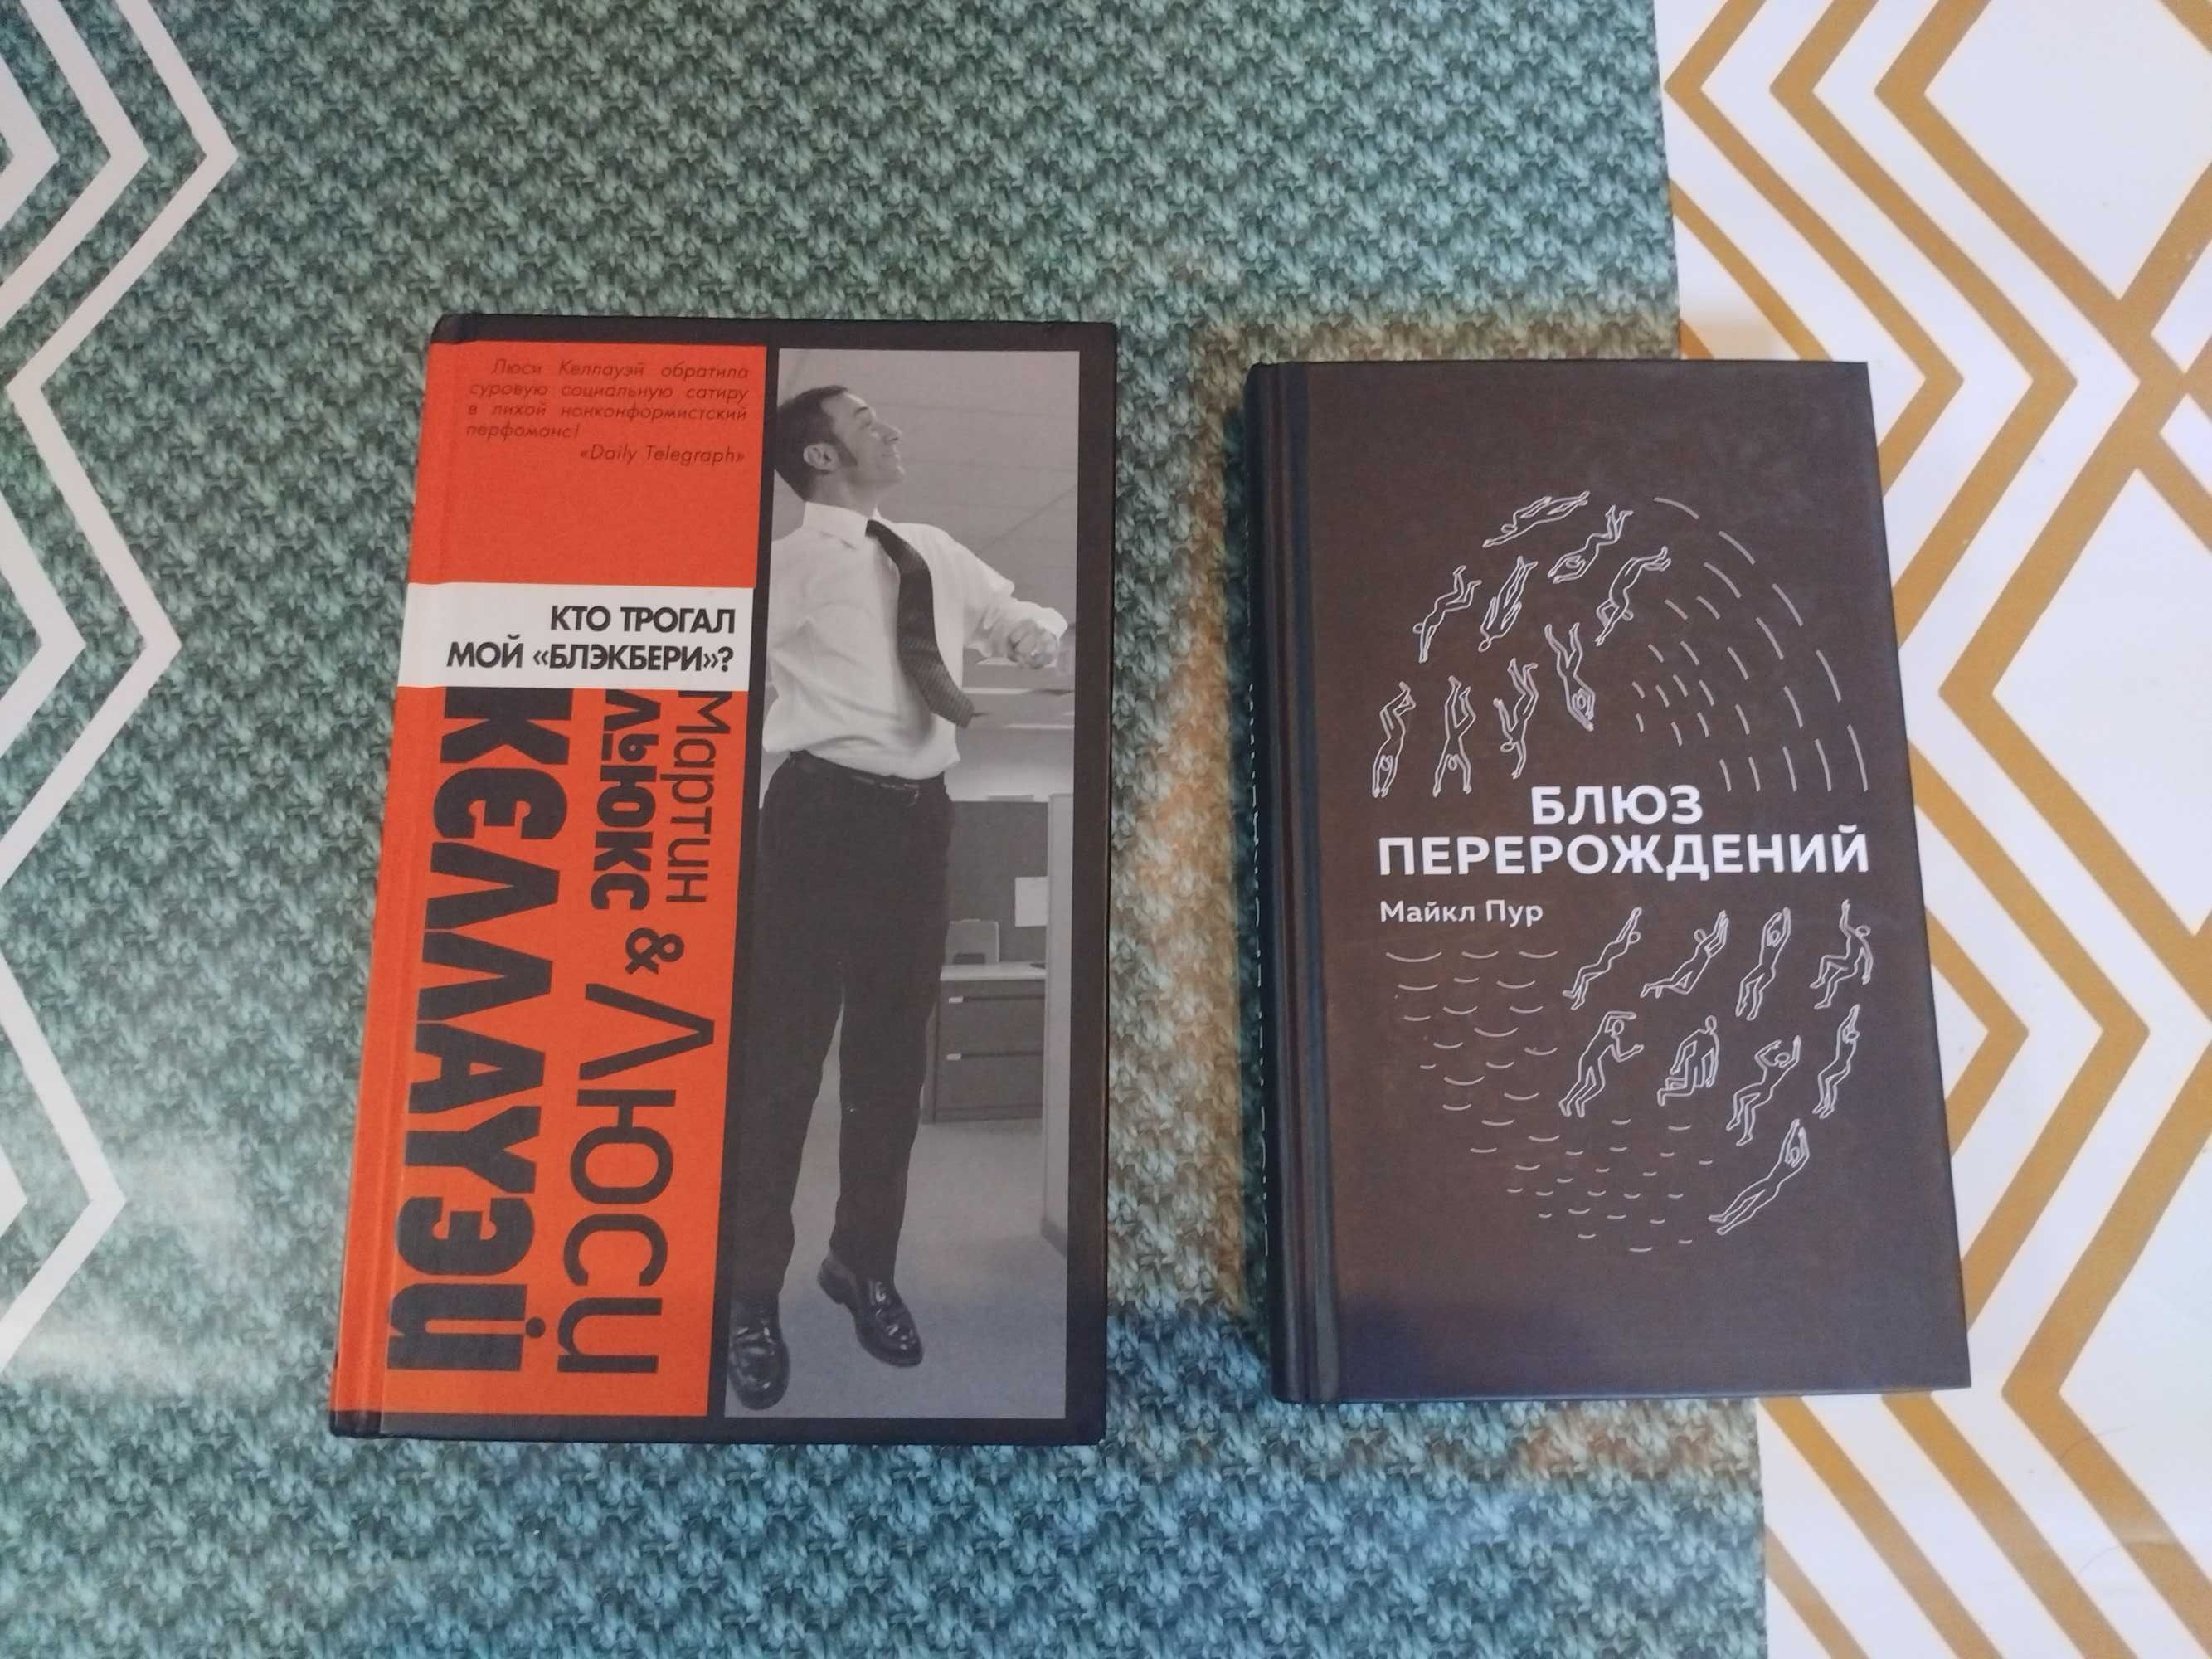 Люси Келлауэй обратила
суровую социальную сатиру
в лихой нонконформистский
перфоманс!
«Daily Telegraph»
КТО ТРОГАЛ
МОЙ «БЛЭКБЕРИ»?
Мартин
ЛЬЮКС & Люси
КЕЛЛАУЭЙ
БЛЮЗ
ПЕРЕРОЖДЕНИЙ
Майкл Пур